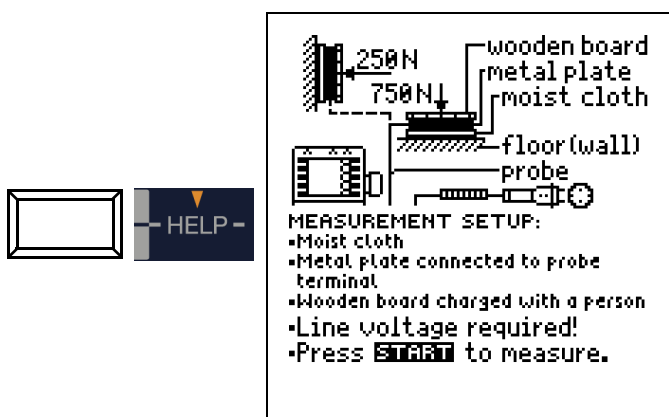 wooden board
250N
metal plate
750N
moist cloth
floor(wall)
probe
HELP
MEASUREMENT SETUP:
•Moist cloth
•Metal plate connected to probe
terminal
•Wooden board charged with a person
•Line voltage required!
•Press START to measure.